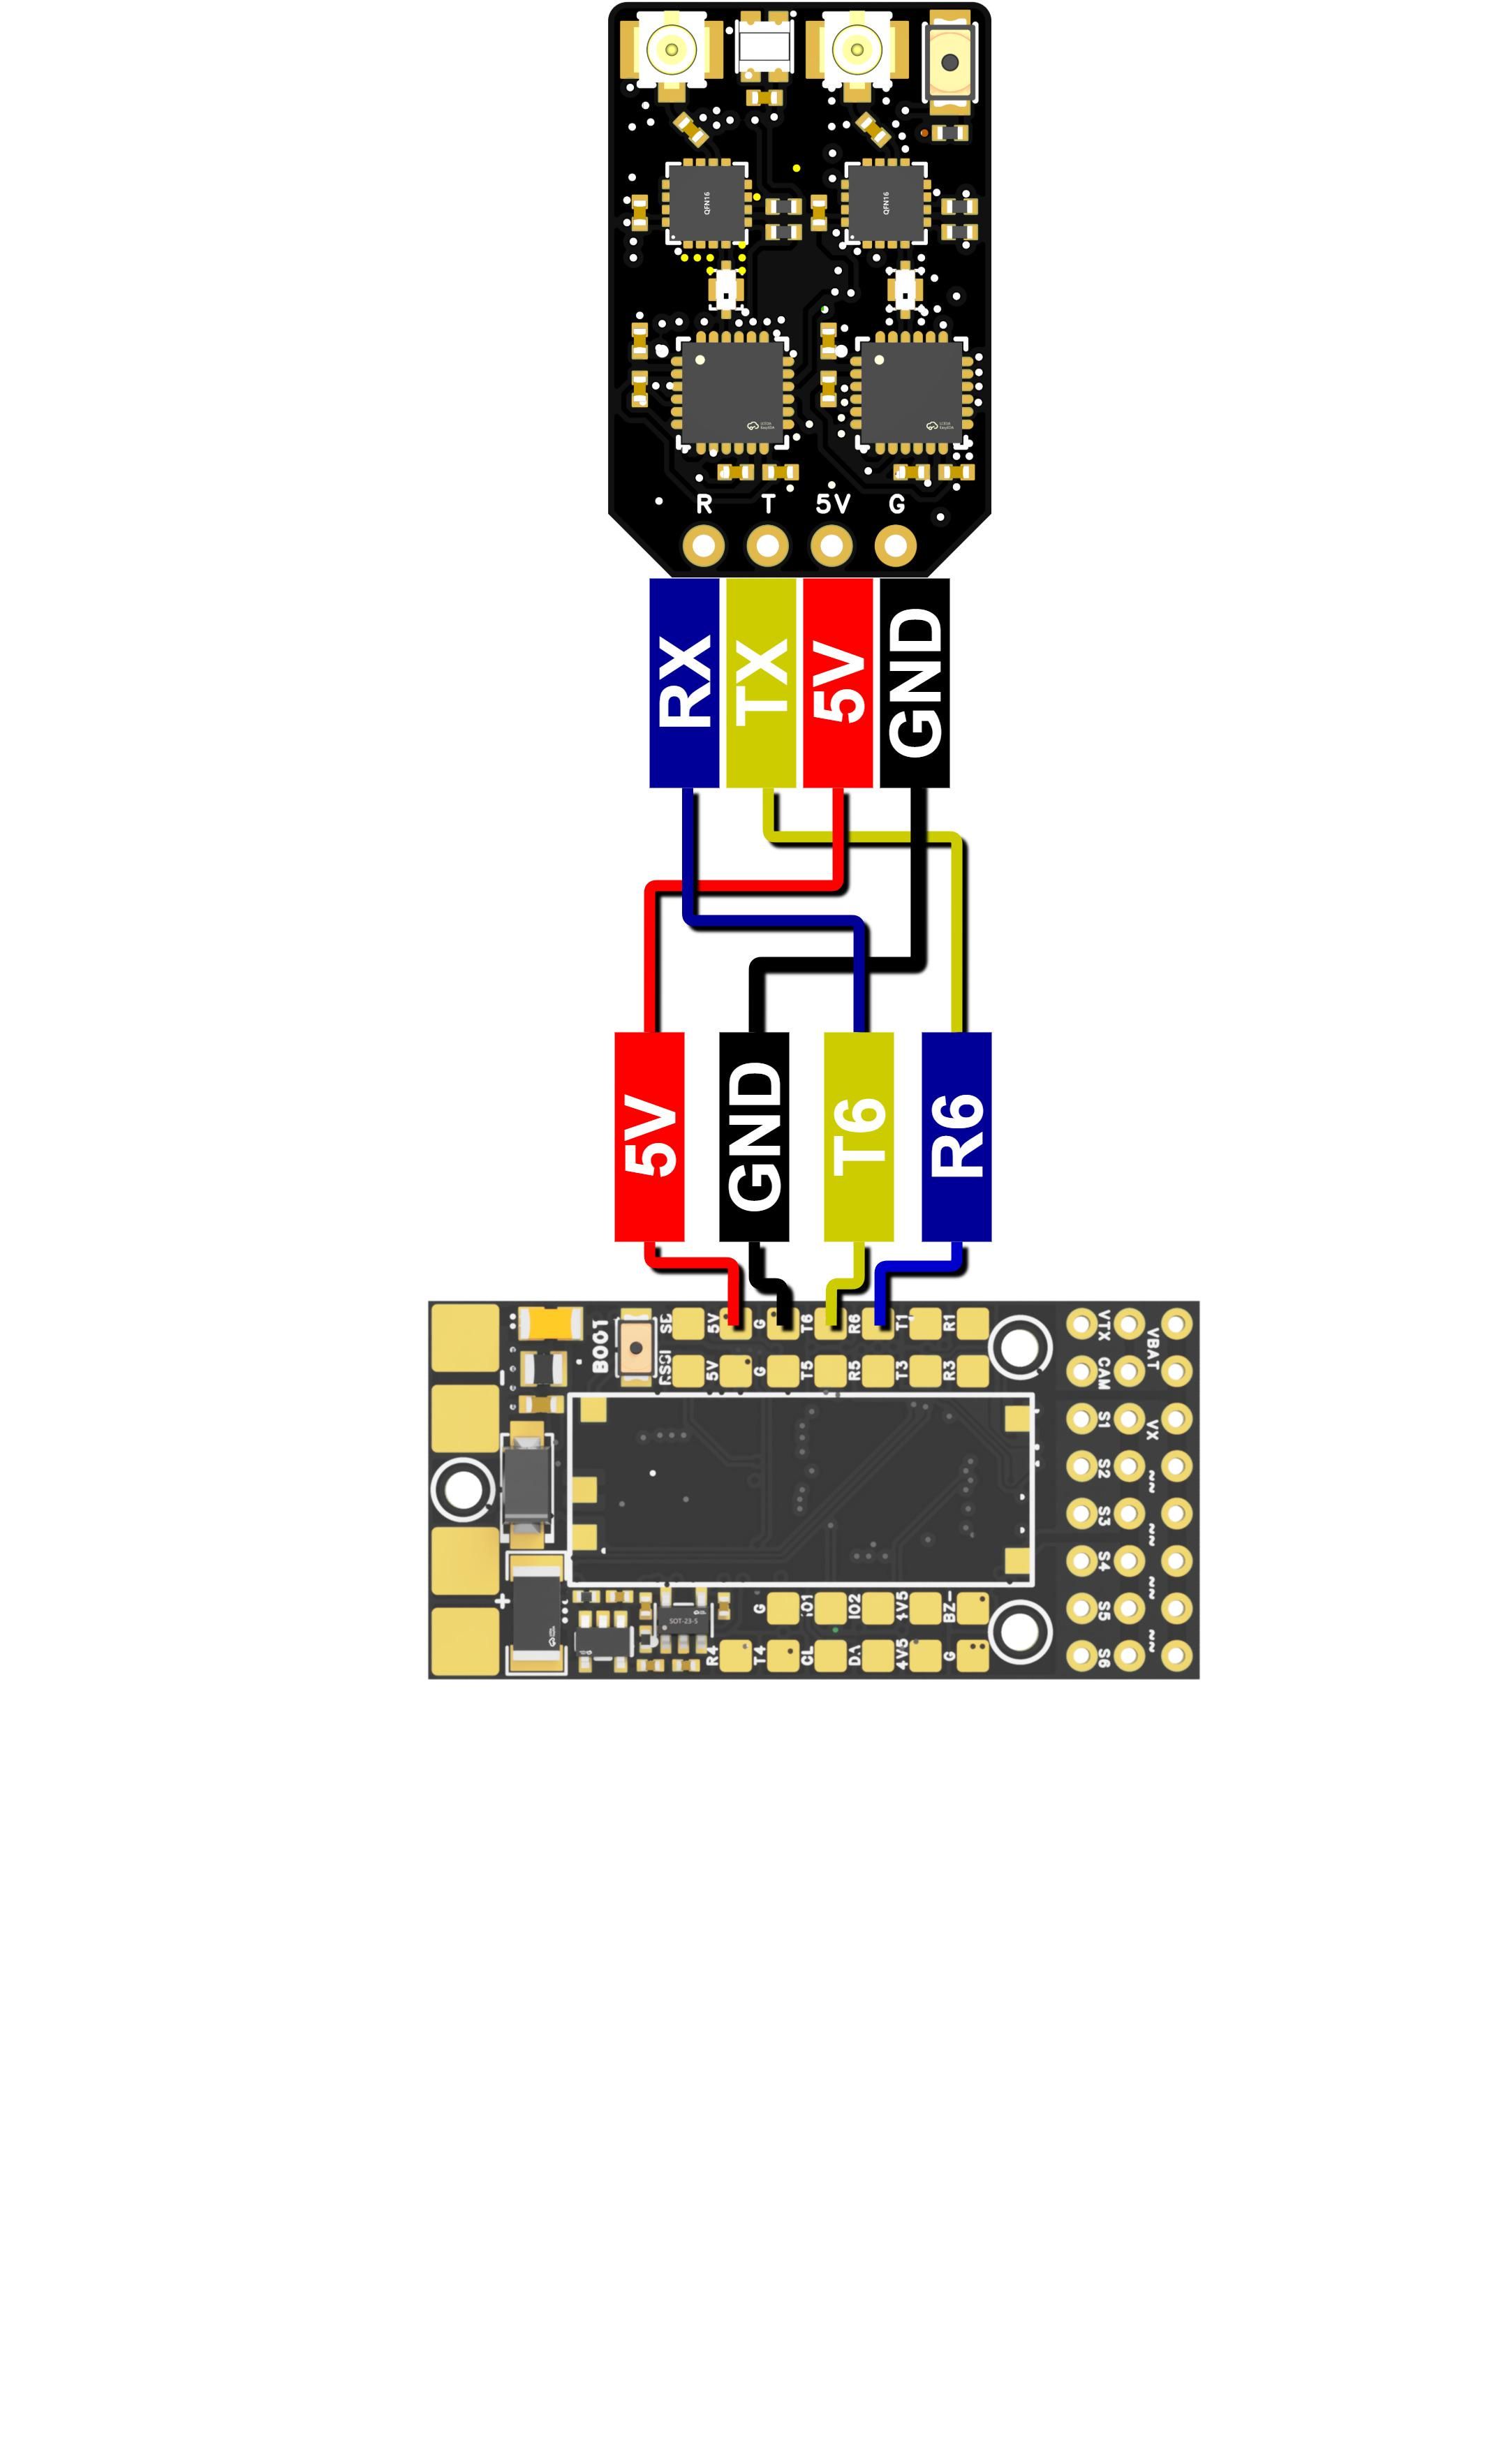 QFN16
QFN16
R T 5V G
RX TX 5V GND
5V GND T6 R6
BOOT
5V G T6 R6 T1 R1
5V G T5 R5 T3 R3
VTX
VBAT
CAM
S1
VX
S2
S3
S4
S5
S6
-
+
SOT-23-5
G IO2 4V5 BZ-
R4 T4 CL DA 4V5 G